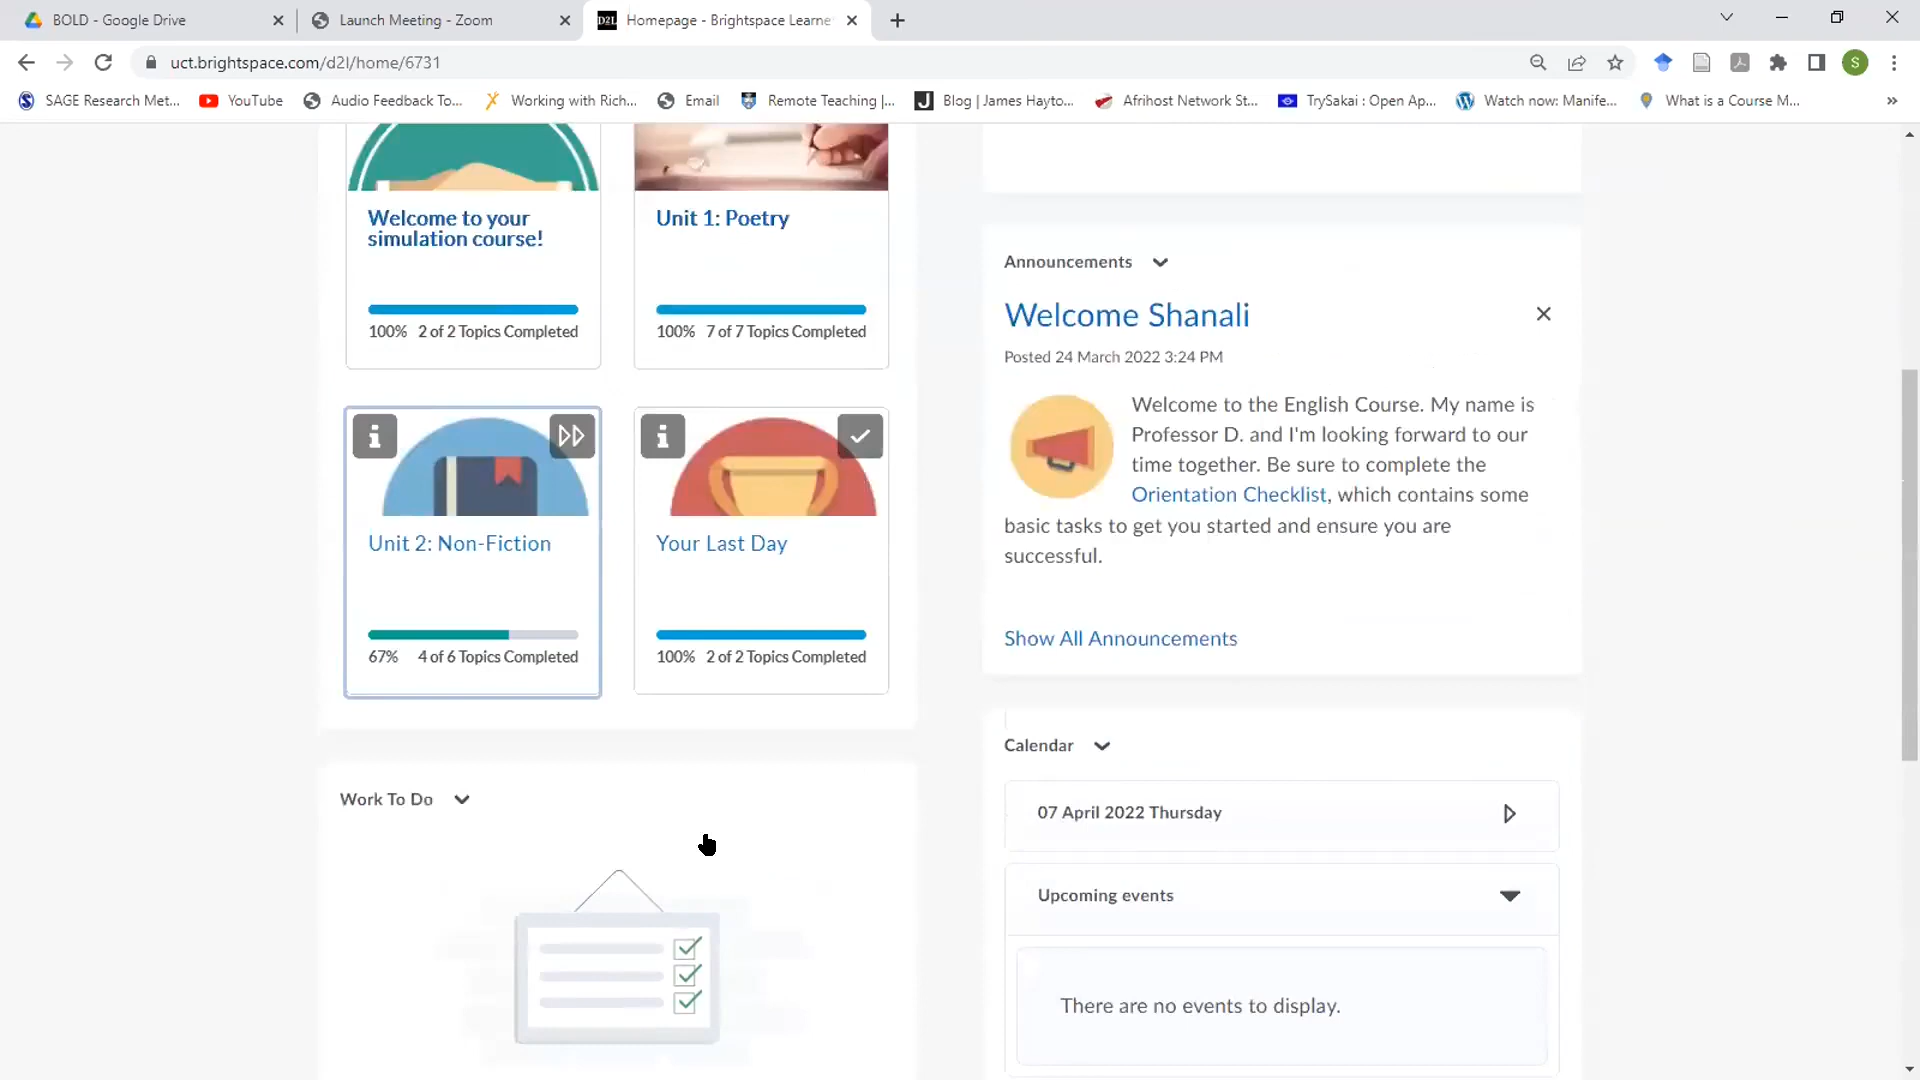 BOLD - Google Drive
Launch Meeting - Zoom
D2L
Homepage - Brightspace Learne
uct.brightspace.com/d2l/home/6731
S
SAGE Research Met...
YouTube
Audio Feedback To...
Working with Rich...
Email
Remote Teaching |...
Blog | James Hayto...
Afrihost Network St...
TrySakai : Open Ap...
Watch now: Manife...
What is a Course M...
»
Welcome to your
simulation course!
100% 2 of 2 Topics Completed
Unit 1: Poetry
100% 7 of 7 Topics Completed
Unit 2: Non-Fiction
67% 4 of 6 Topics Completed
Your Last Day
100% 2 of 2 Topics Completed
Work To Do
Announcements
Welcome Shanali
Posted 24 March 2022 3:24 PM
Welcome to the English Course. My name is
Professor D. and I'm looking forward to our
time together. Be sure to complete the
Orientation Checklist, which contains some
basic tasks to get you started and ensure you are
successful.
Show All Announcements
Calendar
07 April 2022 Thursday
Upcoming events
There are no events to display.